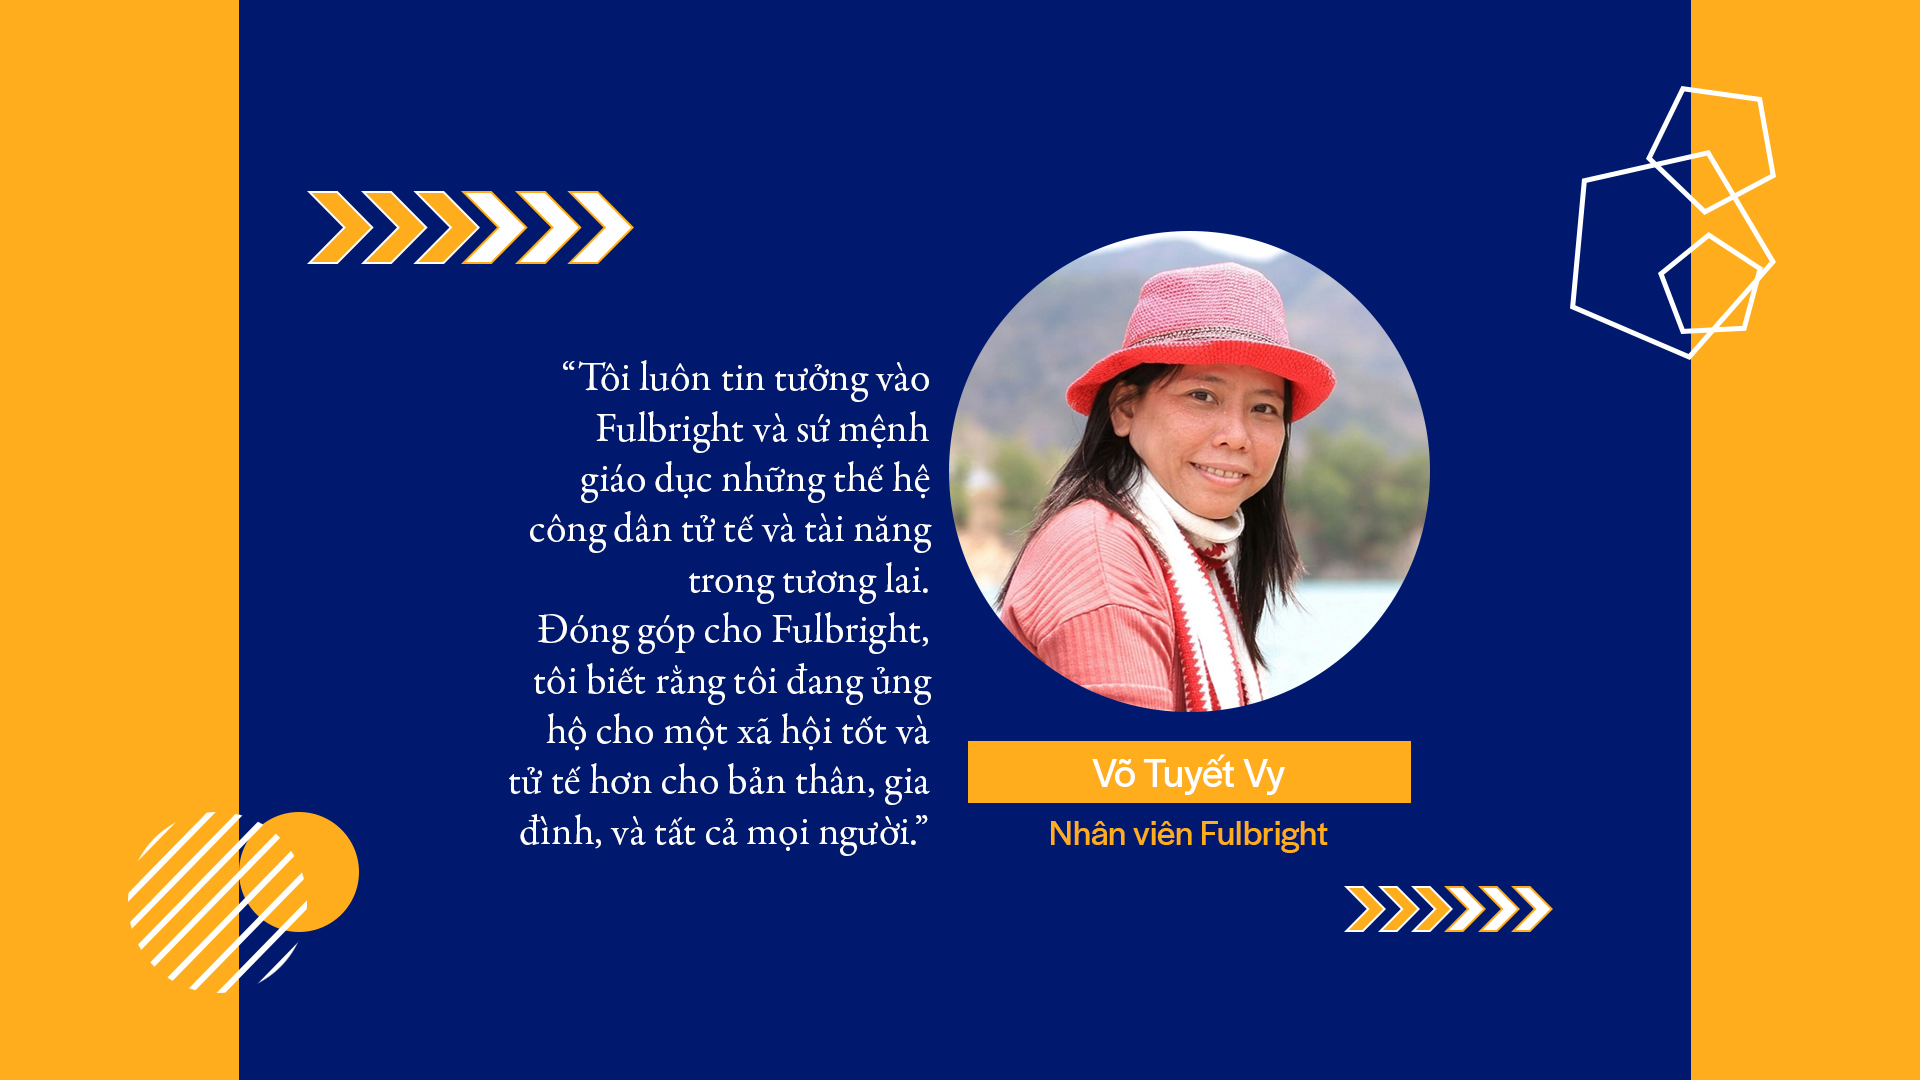 “Tôi luôn tin tưởng vào
Fulbright và sứ mệnh
giáo dục những thế hệ
công dân tử tế và tài năng
trong tương lai.
Đóng góp cho Fulbright,
tôi biết rằng tôi đang ủng
hộ cho một xã hội tốt và
tử tế hơn cho bản thân, gia
đình, và tất cả mọi người.”
Võ Tuyết Vy
Nhân viên Fulbright